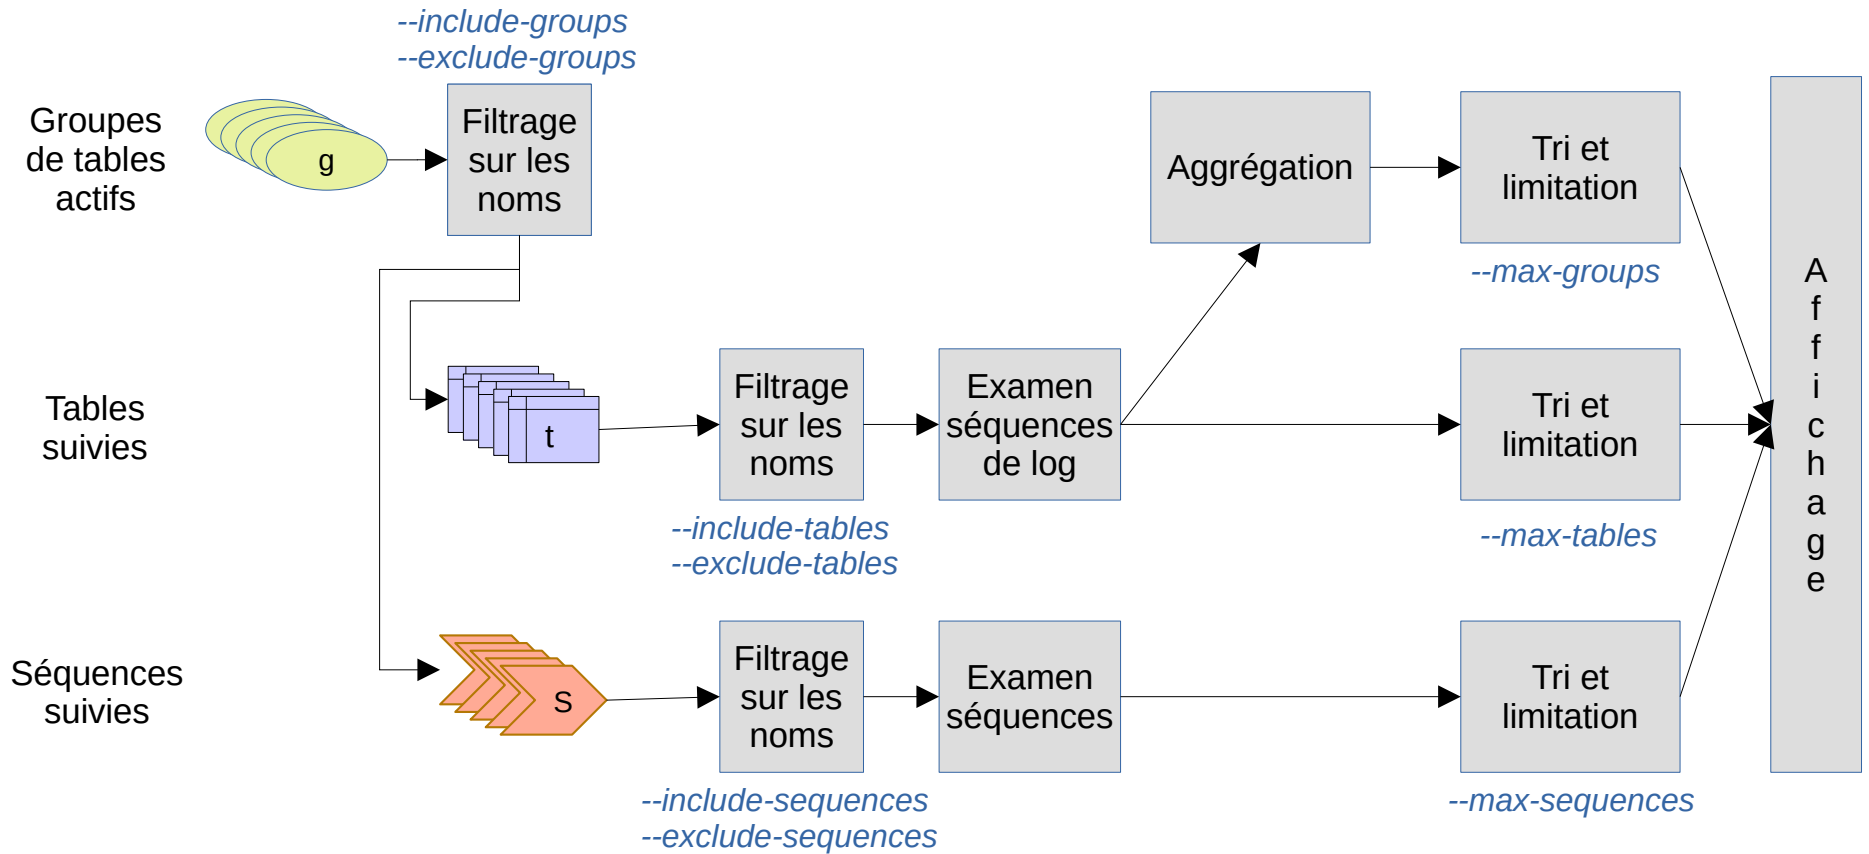 --include-groups
--exclude-groups
Groupes
de tables
actifs
g
Filtrage
sur les
noms
Aggrégation
Tri et
limitation
--max-groups
Tables
suivies
t
Filtrage
sur les
noms
--include-tables
--exclude-tables
Examen
séquences
de log
Tri et
limitation
--max-tables
Séquences
suivies
S
Filtrage
sur les
noms
--include-sequences
--exclude-sequences
Examen
séquences
Tri et
limitation
--max-sequences
A
f
f
i
c
h
a
g
e